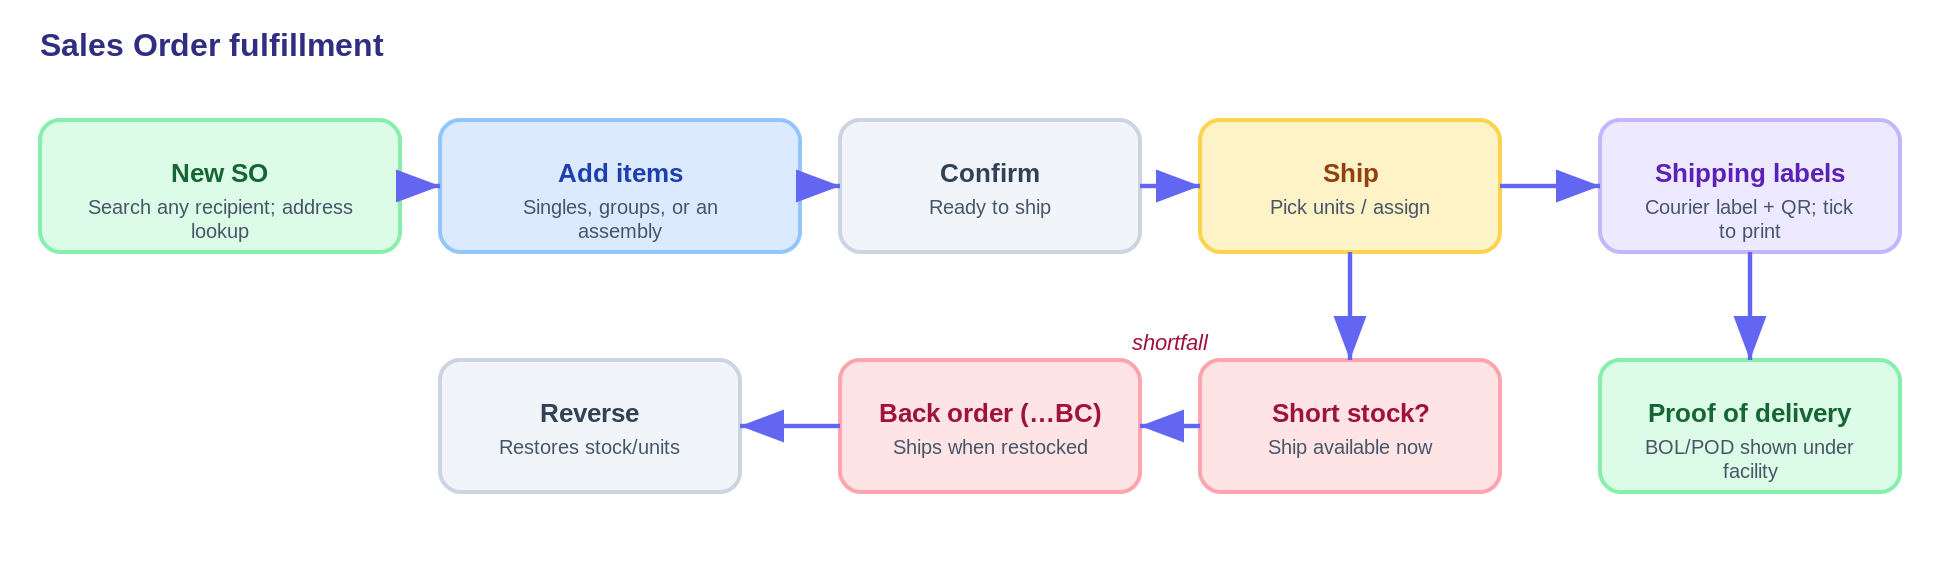 Sales Order fulfillment
New SO
Search any recipient; address
lookup
Add items
Singles, groups, or an
assembly
Confirm
Ready to ship
Ship
Pick units / assign
Shipping labels
Courier label + QR; tick
to print
shortfall
Reverse
Restores stock/units
Back order (…BC)
Ships when restocked
Short stock?
Ship available now
Proof of delivery
BOL/POD shown under
facility